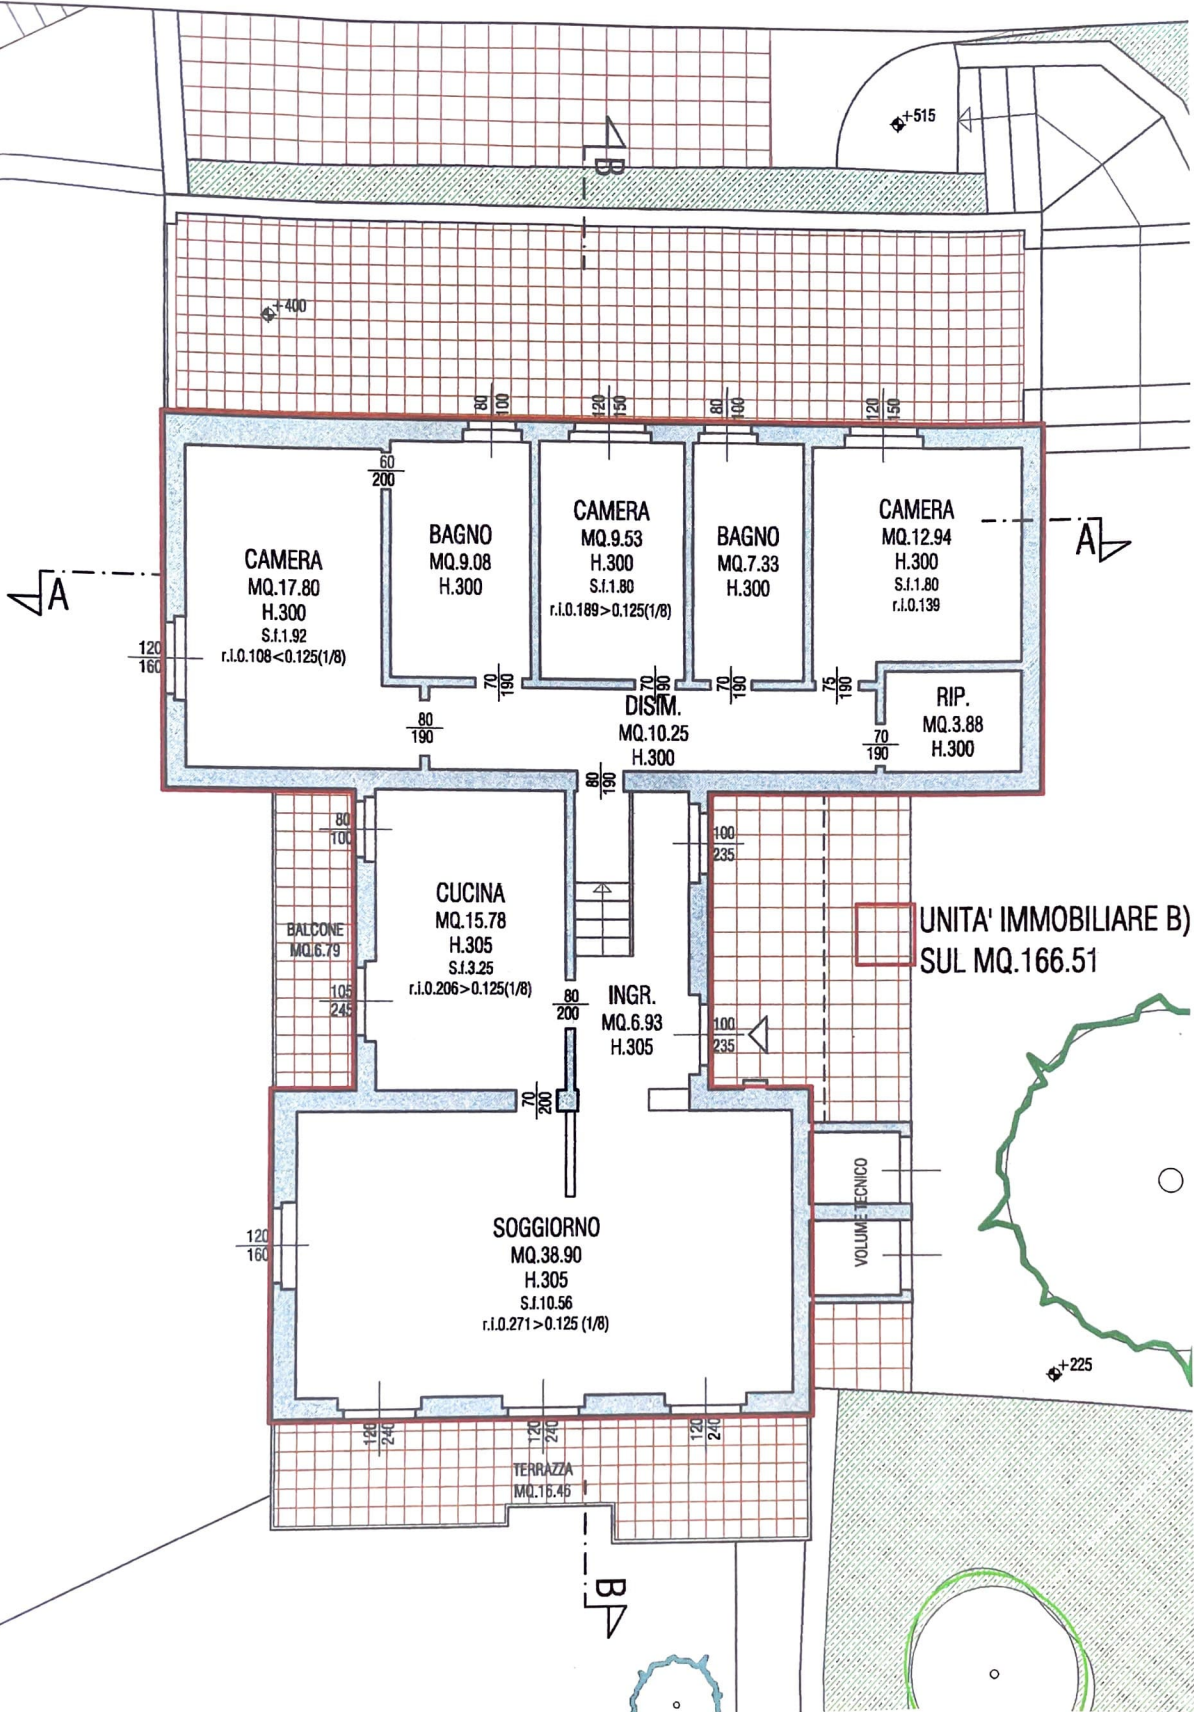 +515
B
+400
80
100
120
150
80
100
120
150
60
200
CAMERA
MQ.17.80
H.300
S.f.1.92
r.i.0.108<0.125(1/8)
BAGNO
MQ.9.08
H.300
CAMERA
MQ.9.53
H.300
S.f.1.80
r.i.0.189>0.125(1/8)
BAGNO
MQ.7.33
H.300
CAMERA
MQ.12.94
H.300
S.f.1.80
r.i.0.139
A
A
120
160
70
190
70
190
70
190
75
190
80
190
DISIM.
MQ.10.25
H.300
RIP.
MQ.3.88
H.300
70
190
80
190
80
100
100
235
CUCINA
MQ.15.78
H.305
S.f.3.25
r.i.0.206>0.125(1/8)
BALCONE
MQ.6.79
105
245
80
200
INGR.
MQ.6.93
H.305
100
235
UNITA' IMMOBILIARE B)
SUL MQ.166.51
70
200
VOLUME TECNICO
120
160
SOGGIORNO
MQ.38.90
H.305
S.f.10.56
r.i.0.271>0.125 (1/8)
+225
120
240
120
240
120
240
TERRAZZA
MQ.16.46
B